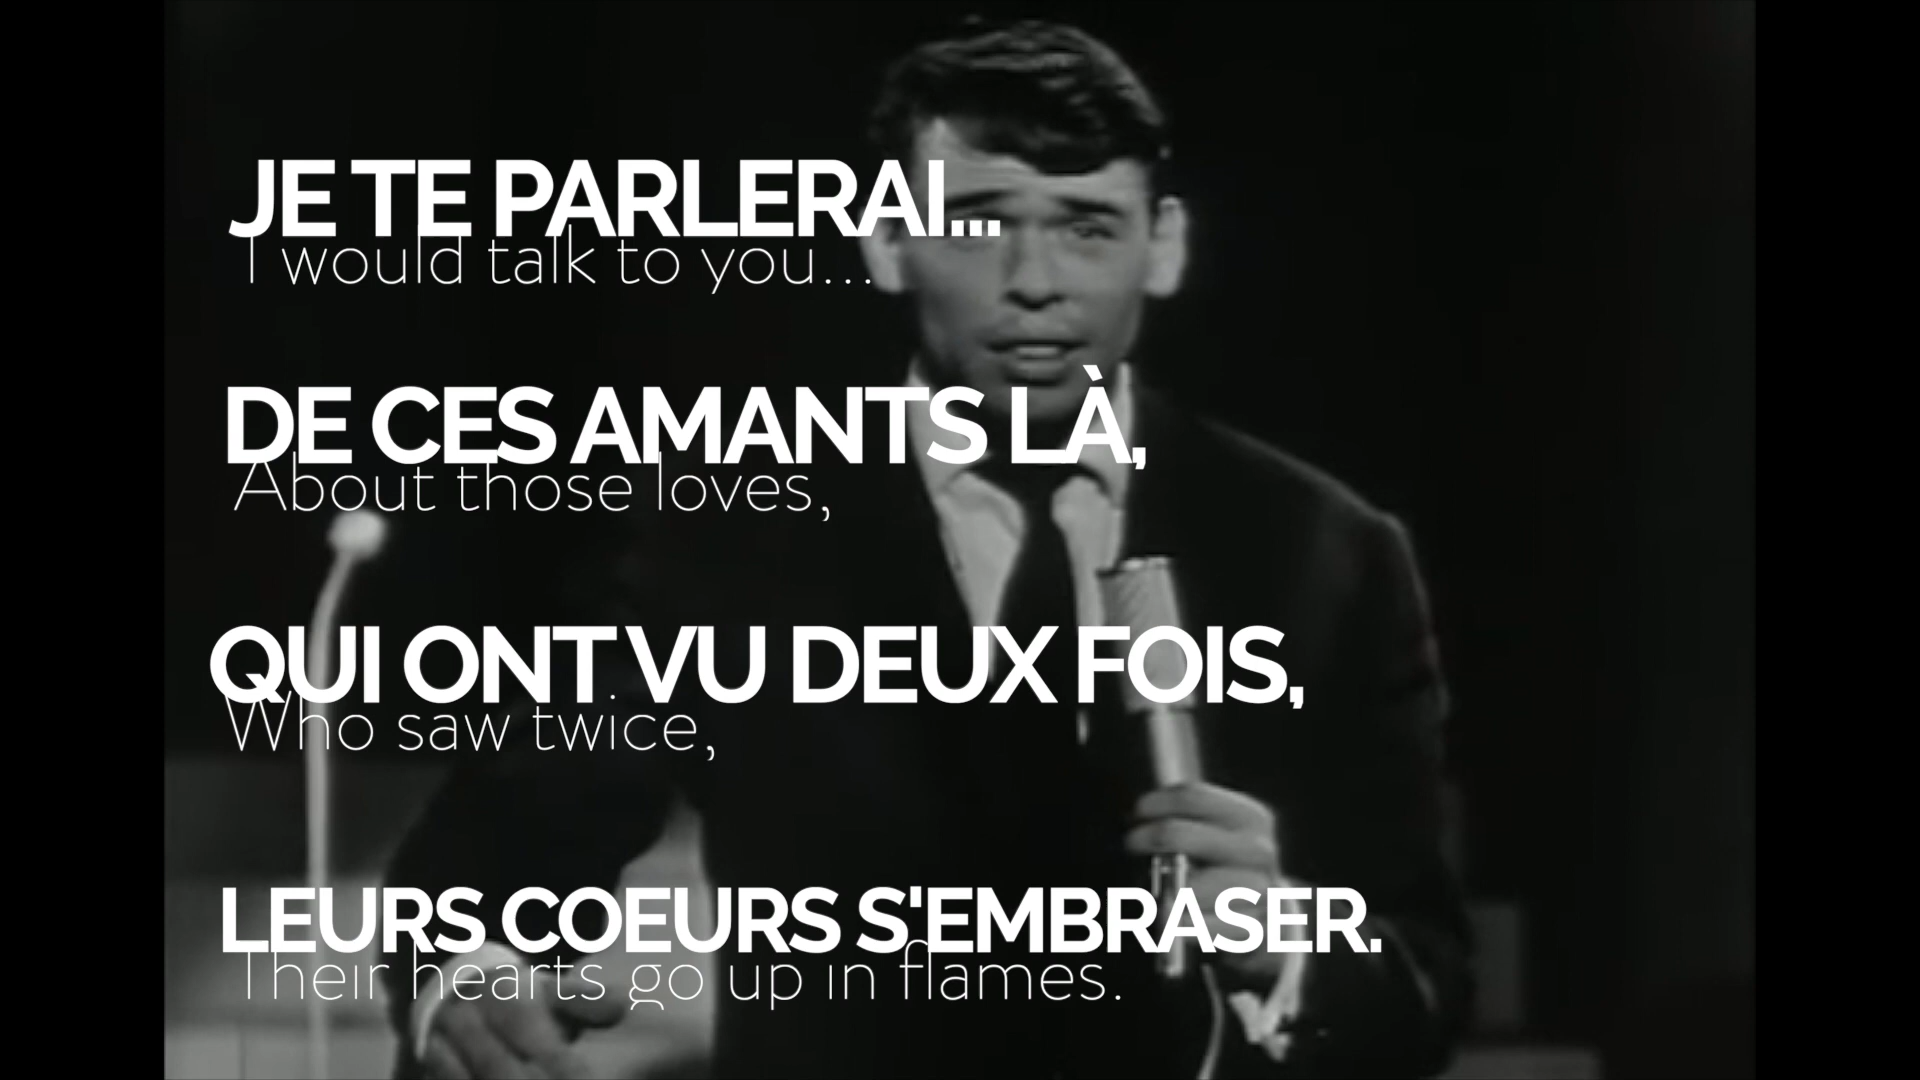 JE TE PARLERAI...
I would talk to you...
DE CES AMANTS LÀ,
About those loves,
QUI ONT VU DEUX FOIS,
Who saw twice,
LEURS COEURS S'EMBRASER.
Their hearts go up in flames.